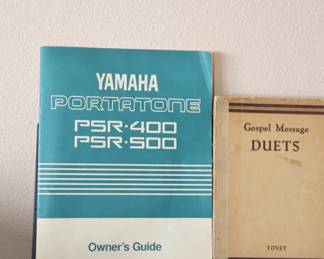 YAMAHA
PORTATONE
PSR·400
PSR·500
Owner's Guide
Gospel Message
DUETS
TOVEY